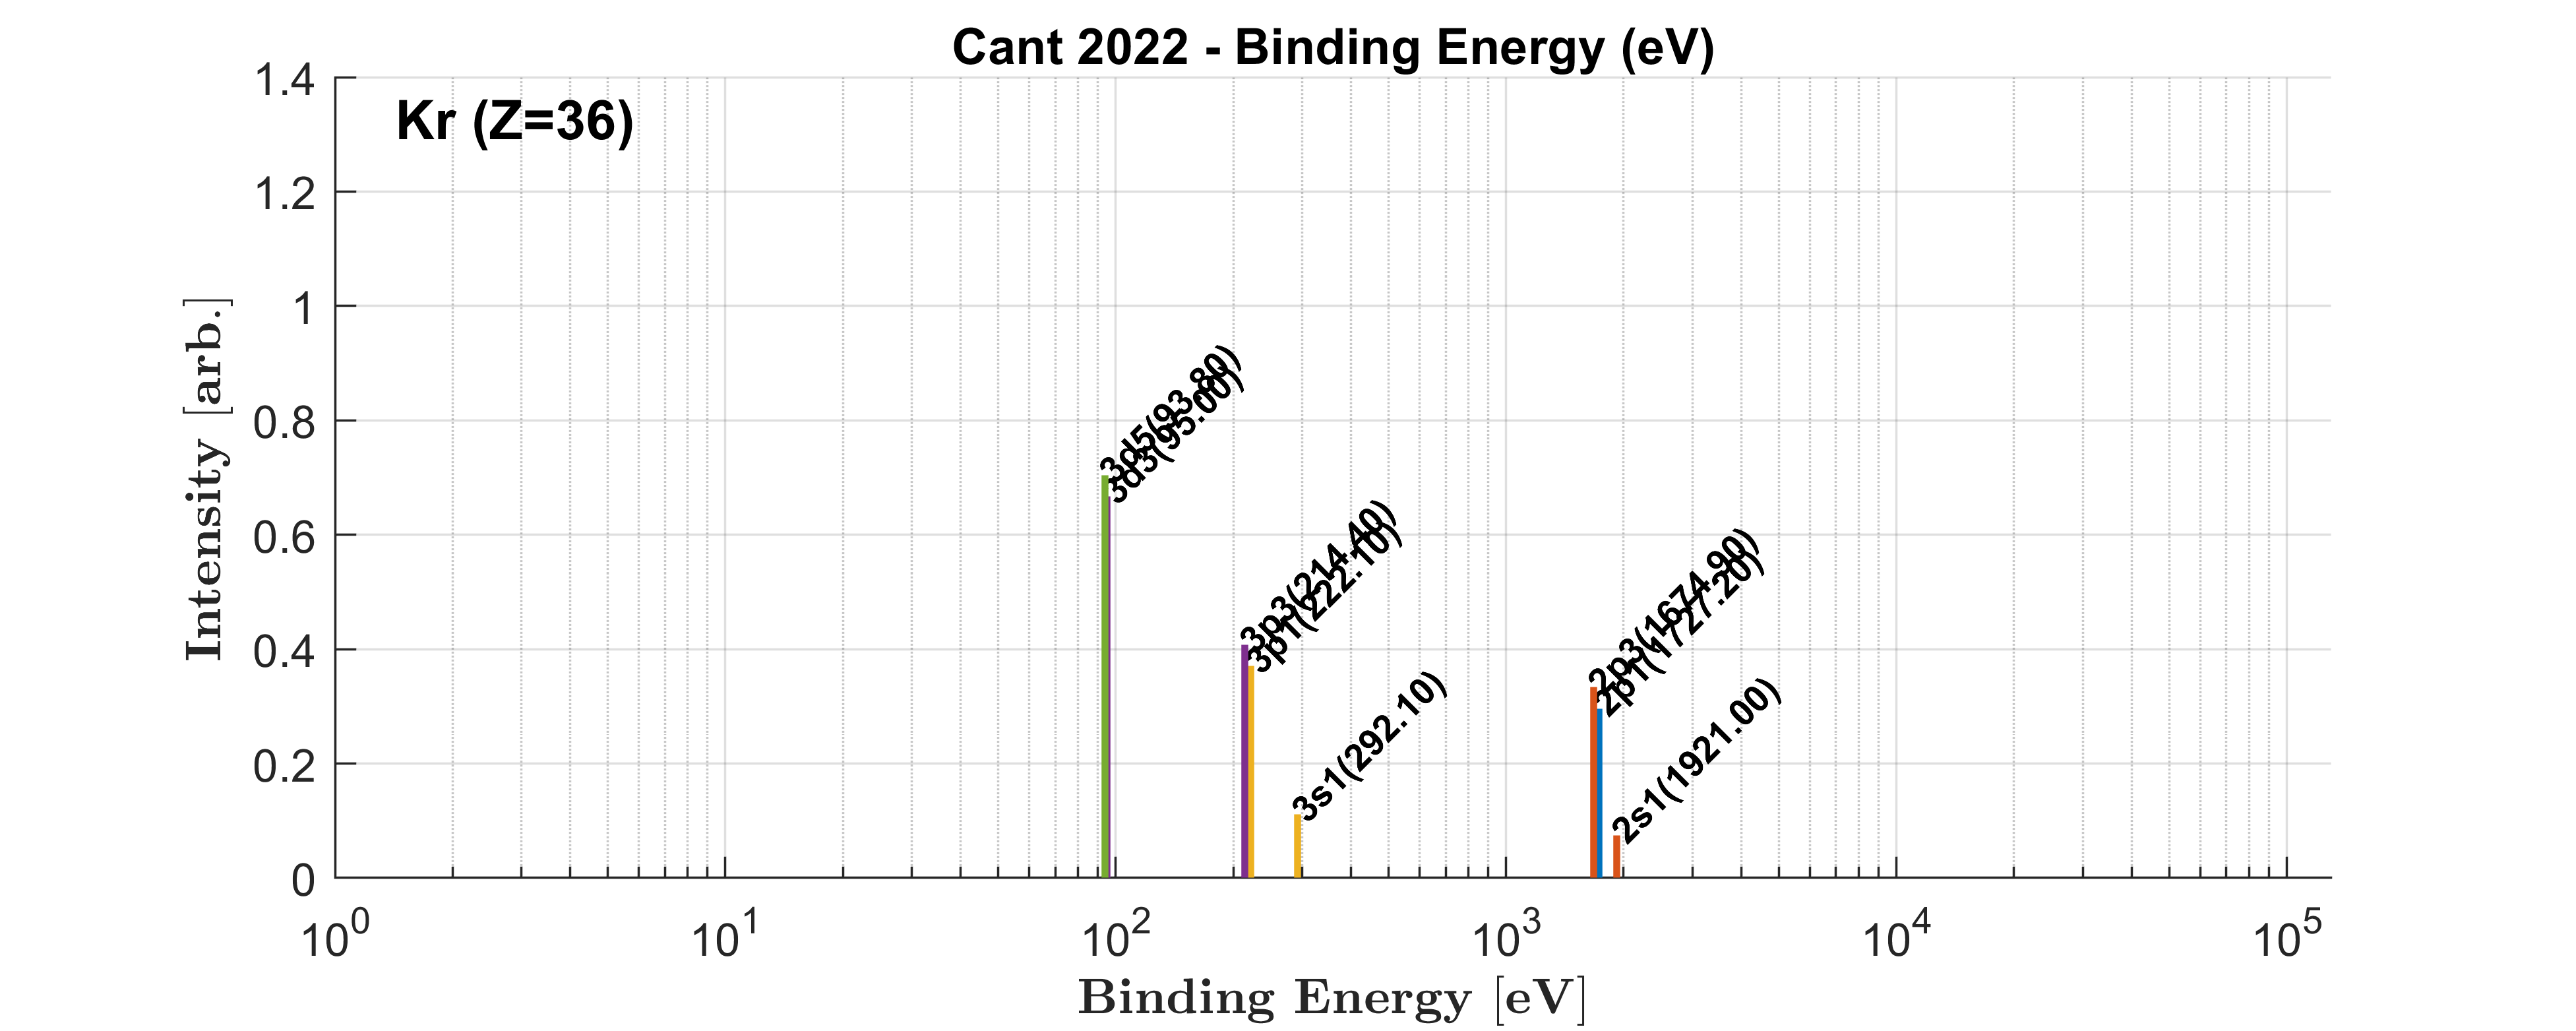 Cant 2022 - Binding Energy (eV)
Kr (Z=36)
Intensity [arb.]
1.4
1.2
1
0.8
0.6
0.4
0.2
0
3d5(93.80)
3d3(95.00)
3p3(214.40)
3p1(222.10)
3s1(292.10)
2p3(1674.90)
2p1(1727.20)
2s1(1921.00)
10^0 10^1 10^2 10^3 10^4 10^5
Binding Energy [eV]